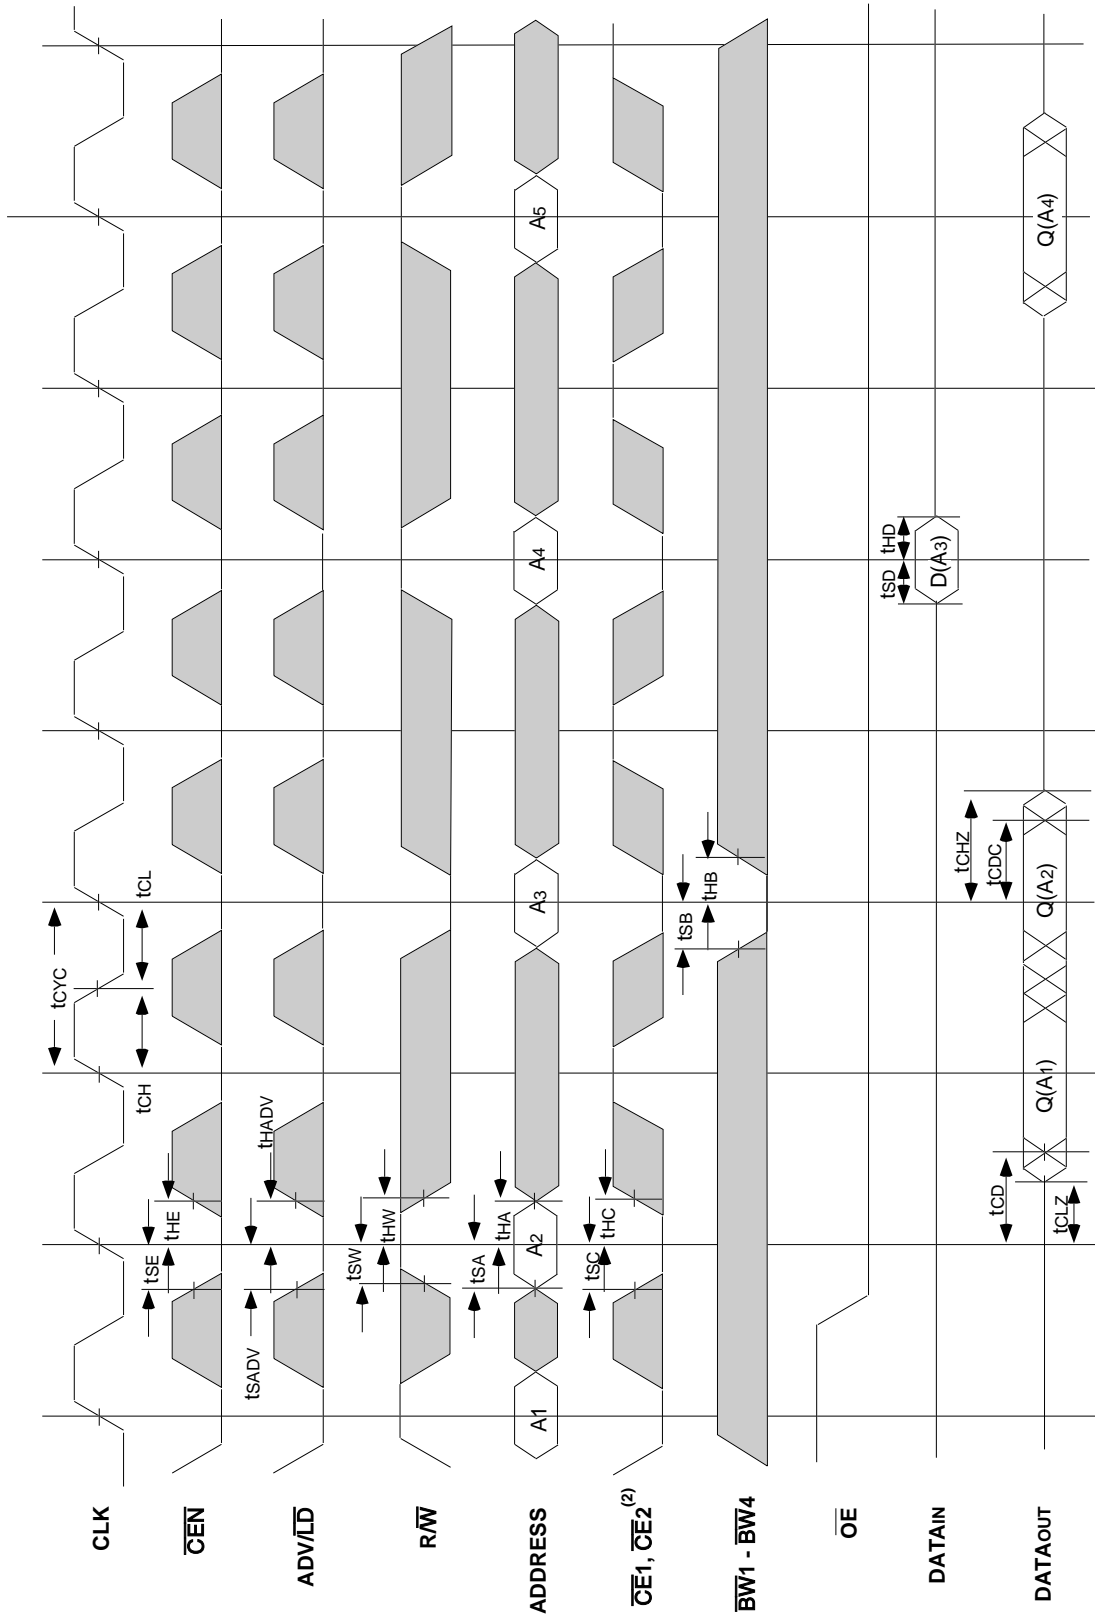 CLK
tCYC
tCH
tCL
CEN
tSE
tHE
ADV/LD
tSADV
tHADV
R/W
tSW
tHW
ADDRESS
A1
A2
A3
A4
A5
tSA
tHA
CE1, CE2(2)
tSC
tHC
BW1 - BW4
tSB
tHB
OE
DATAIN
D(A3)
tSD
tHD
DATAOUT
tCD
tCLZ
Q(A1)
Q(A2)
tCHZ
tCDC
Q(A4)